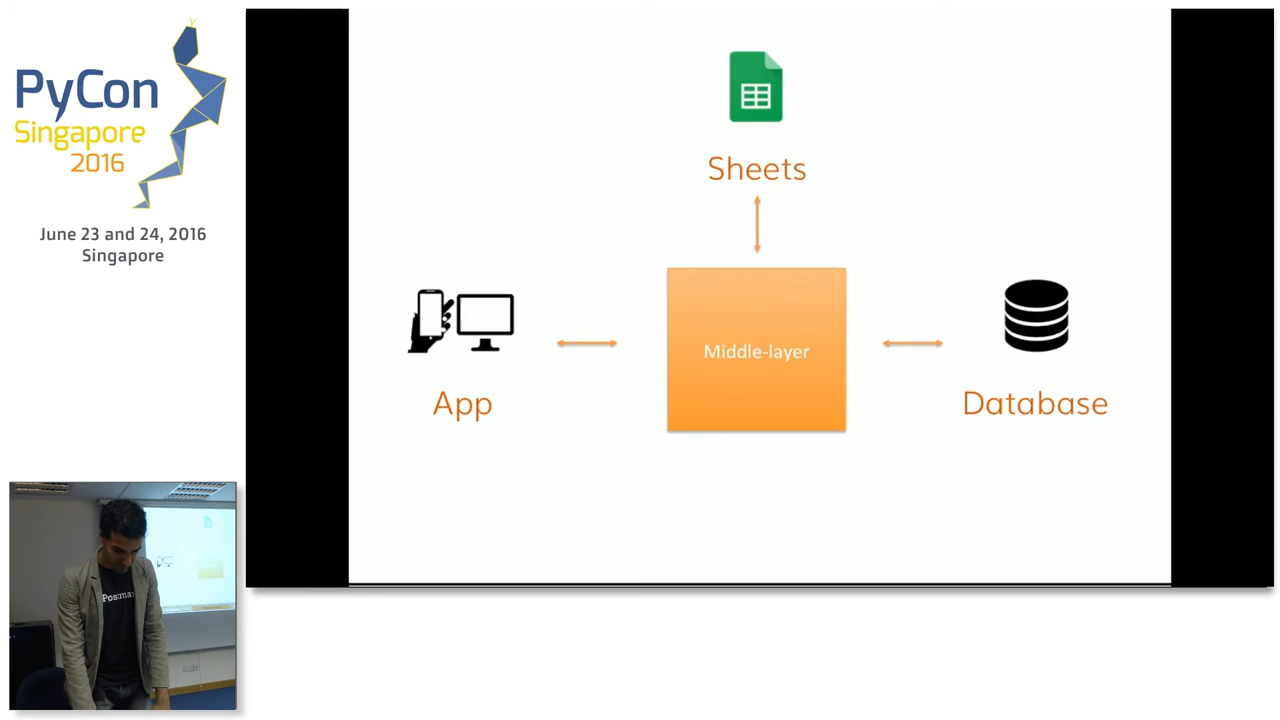 PyCon
Singapore
2016
June 23 and 24, 2016
Singapore
Sheets
Middle-layer
App
Database